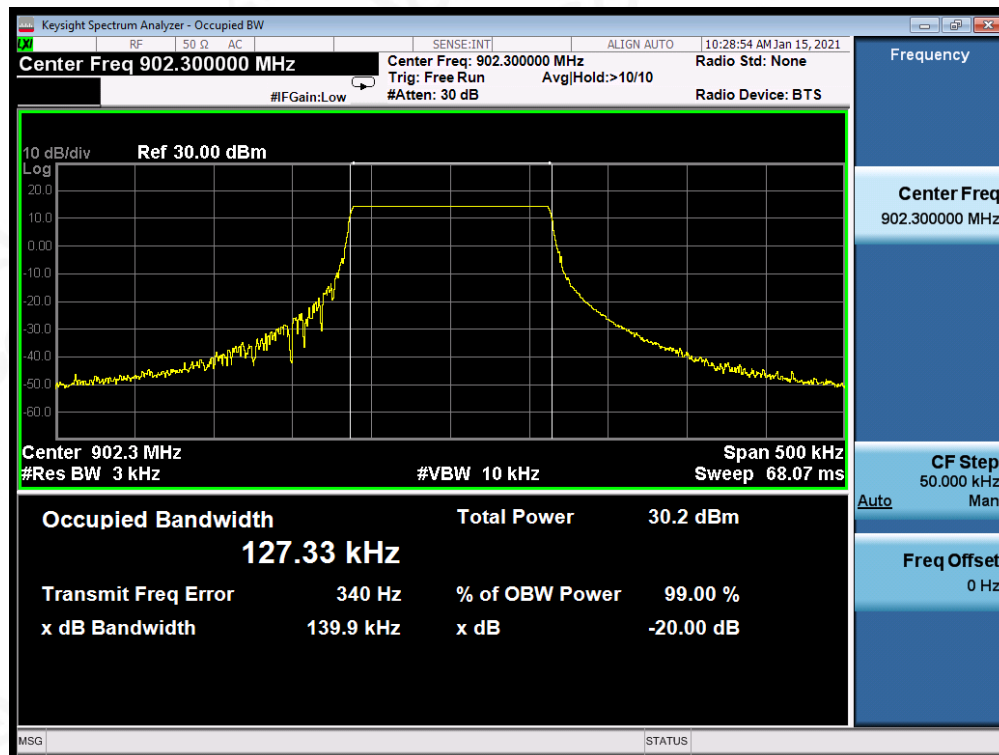 Keysight Spectrum Analyzer - Occupied BW
LXI RF 50 Ω AC SENSE:INT ALIGN AUTO 10:28:54 AM Jan 15, 2021
Center Freq 902.300000 MHz
Center Freq: 902.300000 MHz Radio Std: None
Trig: Free Run Avg|Hold:>10/10
#IFGain:Low #Atten: 30 dB Radio Device: BTS
10 dB/div Ref 30.00 dBm
Log
20.0
10.0
0.00
-10.0
-20.0
-30.0
-40.0
-50.0
-60.0
Center 902.3 MHz Span 500 kHz
#Res BW 3 kHz #VBW 10 kHz Sweep 68.07 ms
Occupied Bandwidth Total Power 30.2 dBm
127.33 kHz
Transmit Freq Error 340 Hz % of OBW Power 99.00 %
x dB Bandwidth 139.9 kHz x dB -20.00 dB
MSG STATUS
Frequency
Center Freq
902.300000 MHz
CF Step
50.000 kHz
Auto Man
Freq Offset
0 Hz